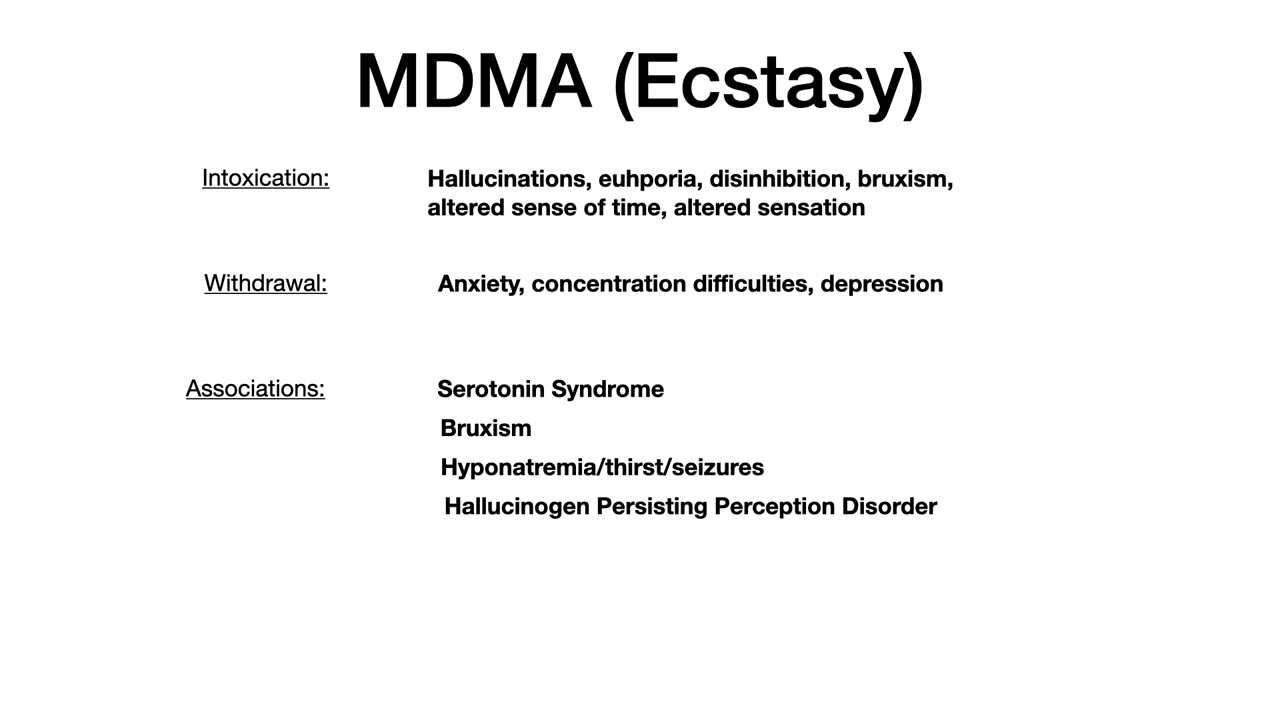 MDMA (Ecstasy)
Intoxication:
Hallucinations, euhporia, disinhibition, bruxism,
altered sense of time, altered sensation
Withdrawal:
Anxiety, concentration difficulties, depression
Associations:
Serotonin Syndrome
Bruxism
Hyponatremia/thirst/seizures
Hallucinogen Persisting Perception Disorder